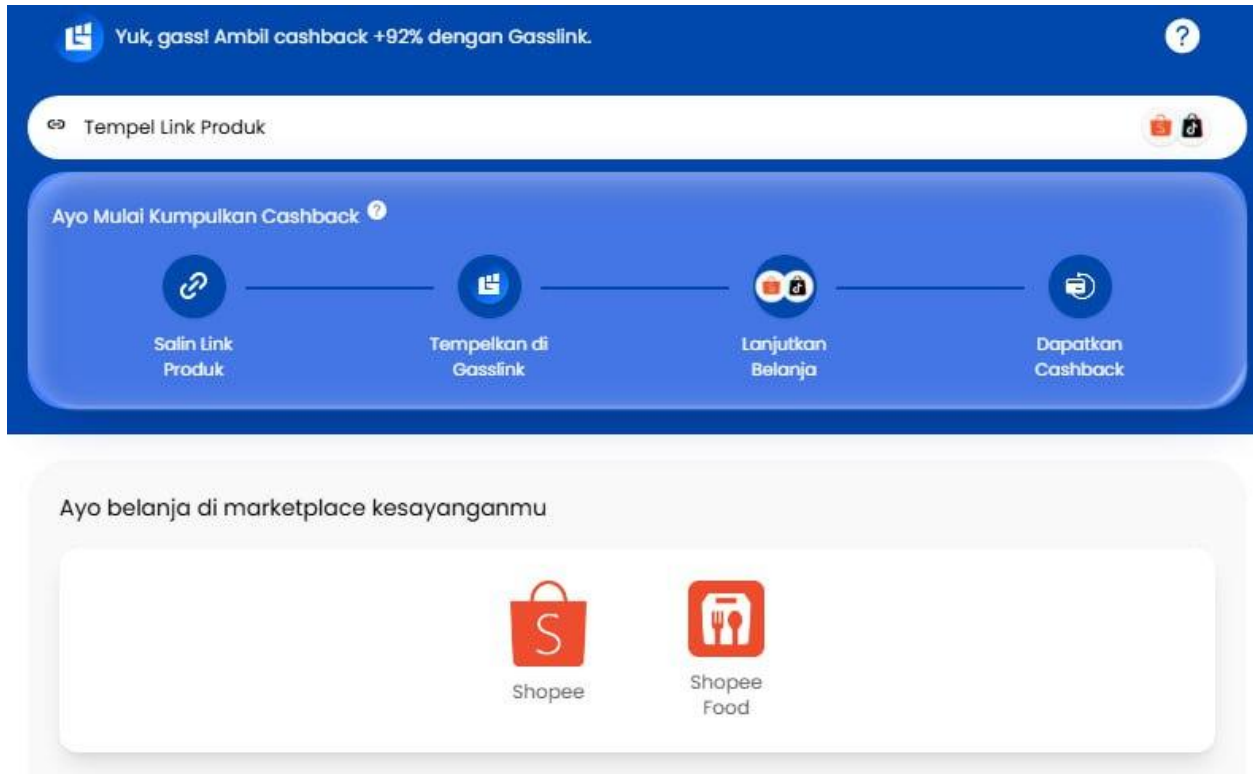 Yuk, gass! Ambil cashback +92% dengan Gasslink.
?
Tempel Link Produk
Ayo Mulai Kumpulkan Cashback ?
Salin Link
Produk
Tempelkan di
Gasslink
Lanjutkan
Belanja
Dapatkan
Cashback
Ayo belanja di marketplace kesayanganmu
S
Shopee
Shopee
Food